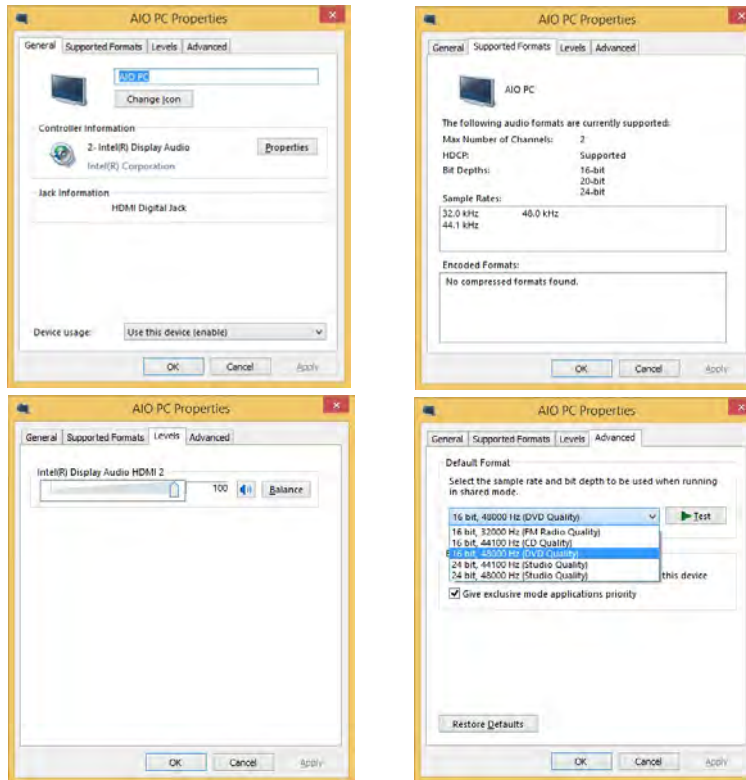 AIO PC Properties
General Supported Formats Levels Advanced
AIO PC
Change Icon
Controller Information
2- Intel(R) Display Audio Properties
Intel(R) Corporation
Jack Information
HDMI Digital Jack
Device usage: Use this device (enable)
OK Cancel Apply
AIO PC Properties
General Supported Formats Levels Advanced
AIO PC
The following audio formats are currently supported:
Max Number of Channels: 2
HDCP: Supported
Bit Depths: 16-bit
20-bit
24-bit
Sample Rates:
32.0 kHz 48.0 kHz
44.1 kHz
Encoded Formats:
No compressed formats found.
OK Cancel Apply
AIO PC Properties
General Supported Formats Levels Advanced
Intel(R) Display Audio HDMI 2
100 Balance
OK Cancel Apply
AIO PC Properties
General Supported Formats Levels Advanced
Default Format
Select the sample rate and bit depth to be used when running
in shared mode.
16 bit, 48000 Hz (DVD Quality) Test
16 bit, 32000 Hz (FM Radio Quality)
16 bit, 44100 Hz (CD Quality)
16 bit, 48000 Hz (DVD Quality)
24 bit, 44100 Hz (Studio Quality)
24 bit, 48000 Hz (Studio Quality) this device
Give exclusive mode applications priority
Restore Defaults
OK Cancel Apply